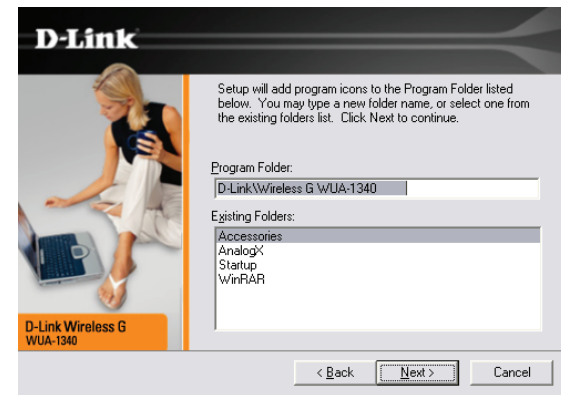 D-Link
Setup will add program icons to the Program Folder listed
below. You may type a new folder name, or select one from
the existing folders list. Click Next to continue.
Program Folder:
D-Link\Wireless G WUA-1340
Existing Folders:
Accessories
AnalogX
Startup
WinRAR
D-Link Wireless G
WUA-1340
< Back
Next >
Cancel